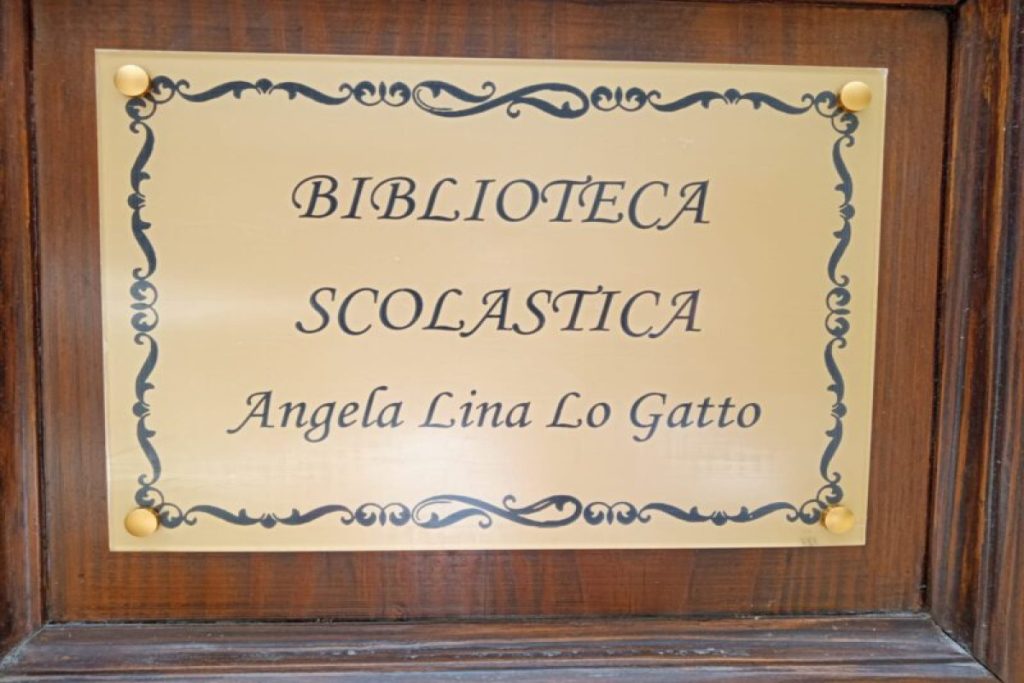 BIBLIOTECA
SCOLASTICA
Angela Lina Lo Gatto